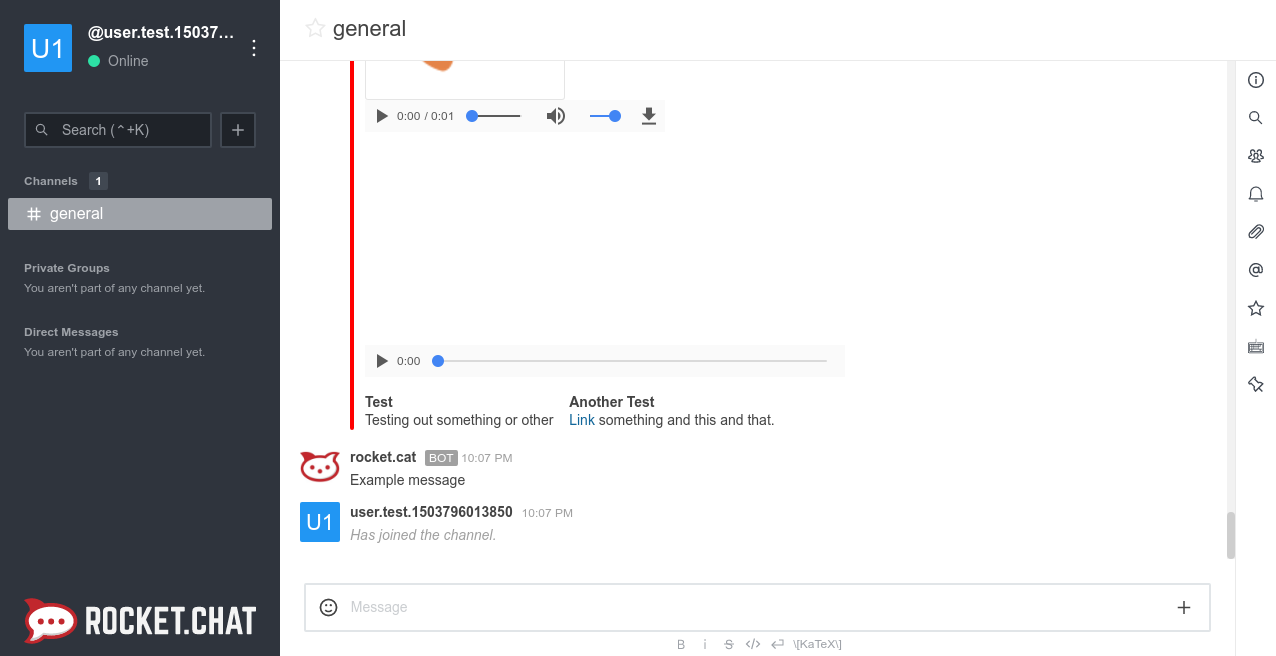 U1
@user.test.15037...
Online
Search (⌃+K)
Channels 1
general
Private Groups
You aren't part of any channel yet.
Direct Messages
You aren't part of any channel yet.
ROCKET.CHAT
general
0:00 / 0:01
0:00
Test
Another Test
Testing out something or other
Link something and this and that.
rocket.cat BOT 10:07 PM
Example message
U1
user.test.1503796013850 10:07 PM
Has joined the channel.
Message
B i S </> \[KaTeX\]